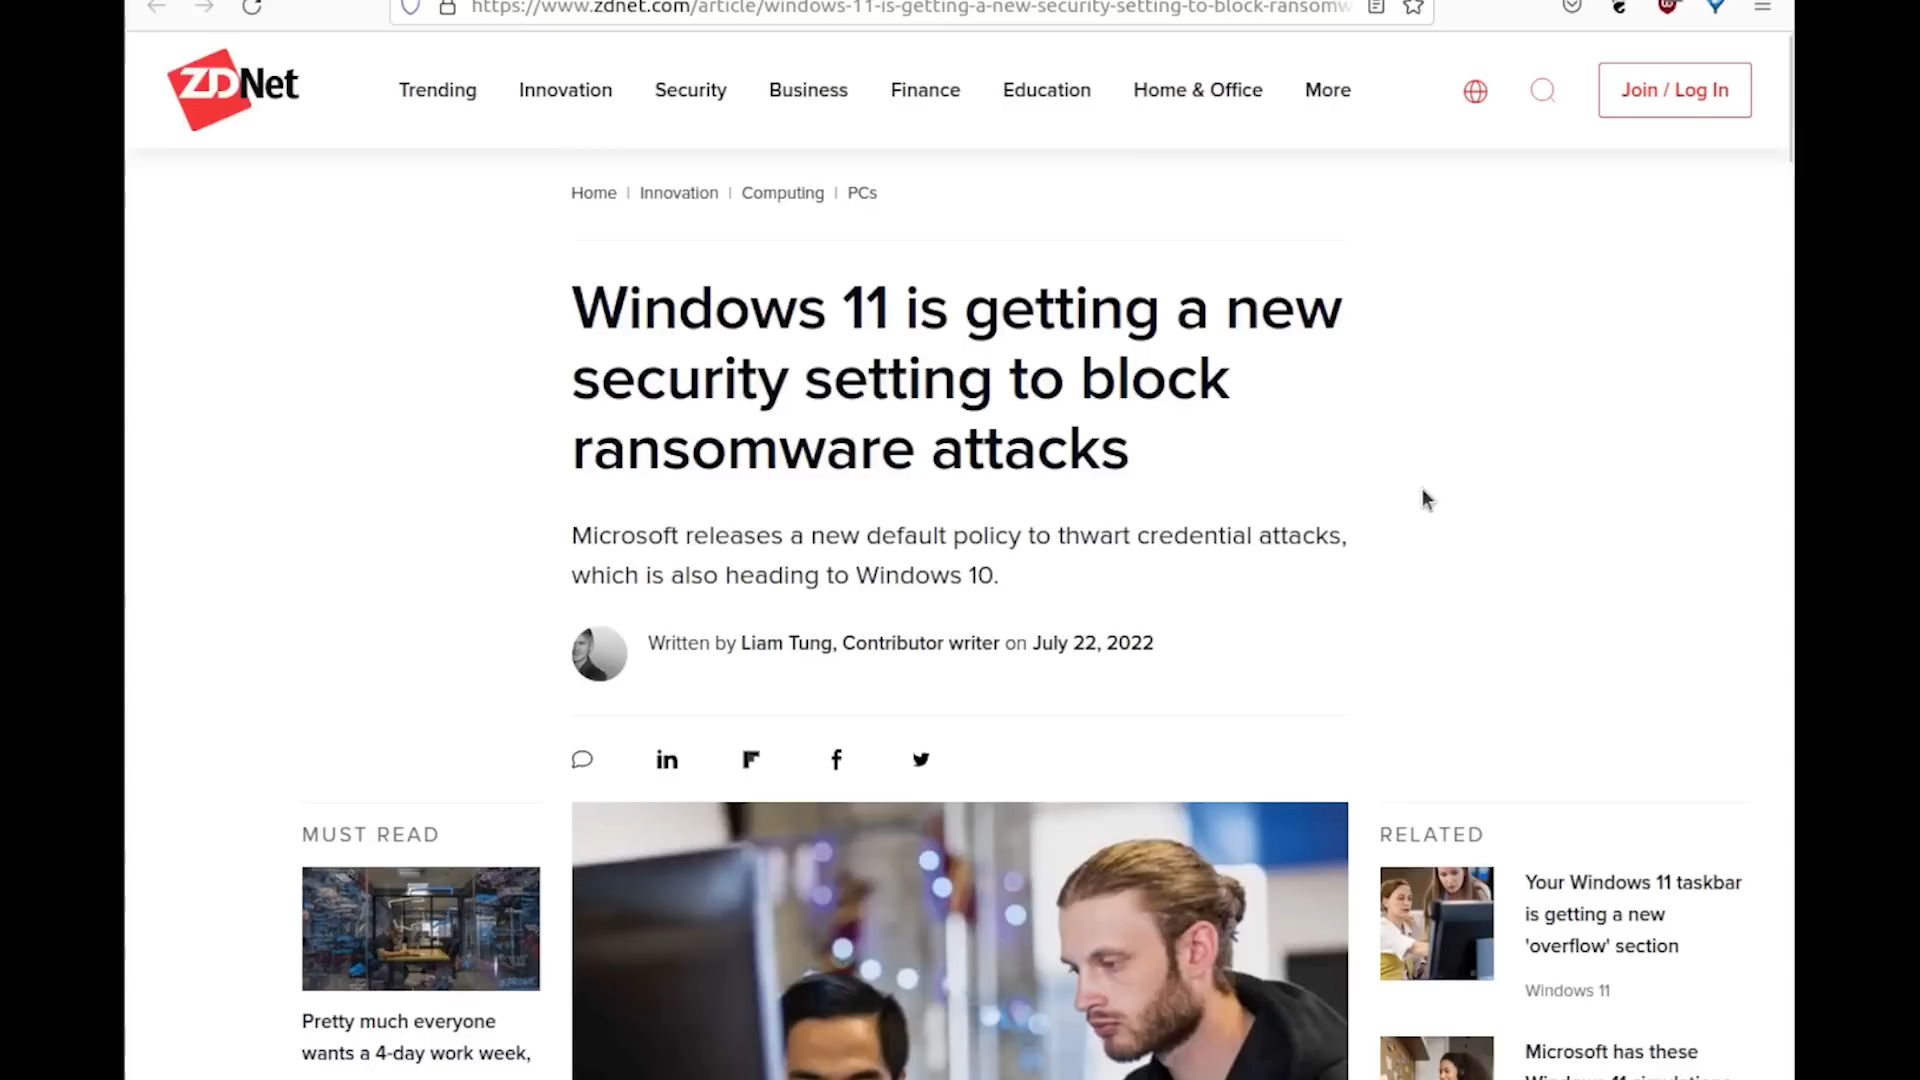 https://www.zdnet.com/article/windows-11-is-getting-a-new-security-setting-to-block-ransomw
ZDNet
Trending Innovation Security Business Finance Education Home & Office More Join / Log In
Home | Innovation | Computing | PCs
Windows 11 is getting a new
security setting to block
ransomware attacks
Microsoft releases a new default policy to thwart credential attacks,
which is also heading to Windows 10.
Written by Liam Tung, Contributor writer on July 22, 2022
MUST READ
Pretty much everyone
wants a 4-day work week,
RELATED
Your Windows 11 taskbar
is getting a new
'overflow' section
Windows 11
Microsoft has these
Windows 11 simulations